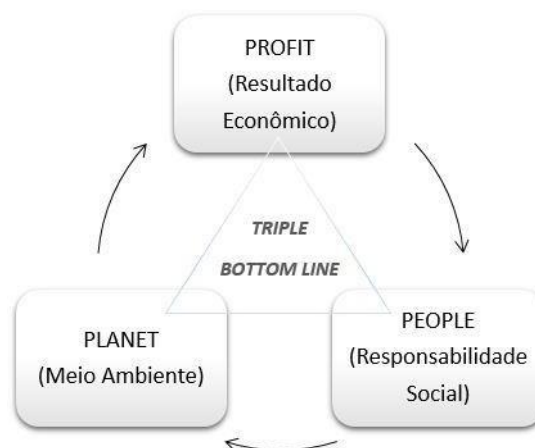 PROFIT
(Resultado
Econômico)
TRIPLE
BOTTOM LINE
PLANET
(Meio Ambiente)
PEOPLE
(Responsabilidade
Social)